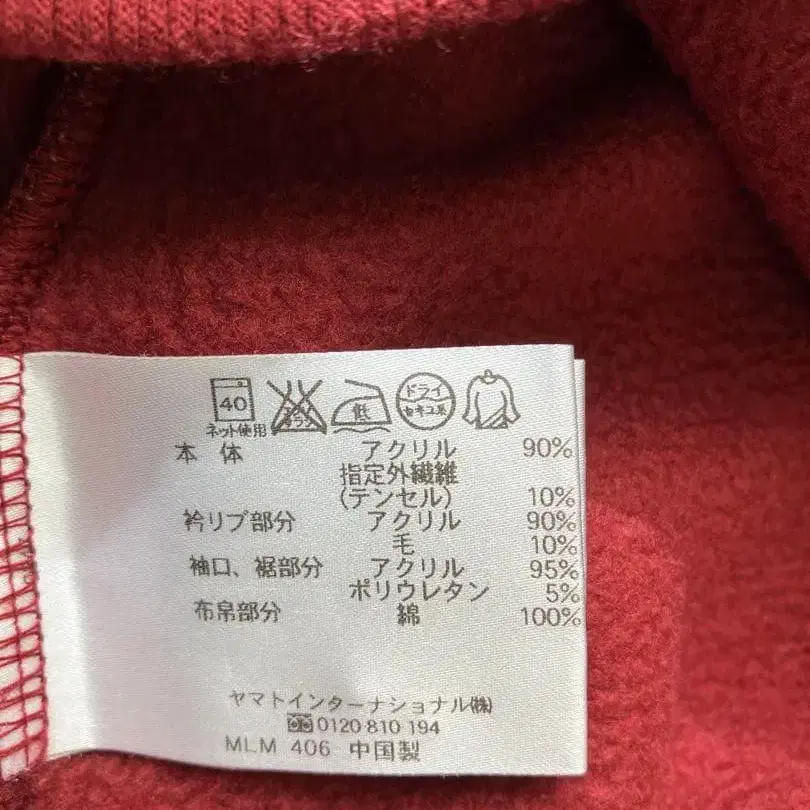 40 ドライ セキユ系 低
ネット使用
本体 アクリル 90%
指定外繊維
(テンセル) 10%
衿リブ部分 アクリル 90%
毛 10%
袖口、裾部分 アクリル 95%
ポリウレタン 5%
布帛部分 綿 100%
ヤマトインターナショナル㈱
0120 810 194
MLM 406 中国製